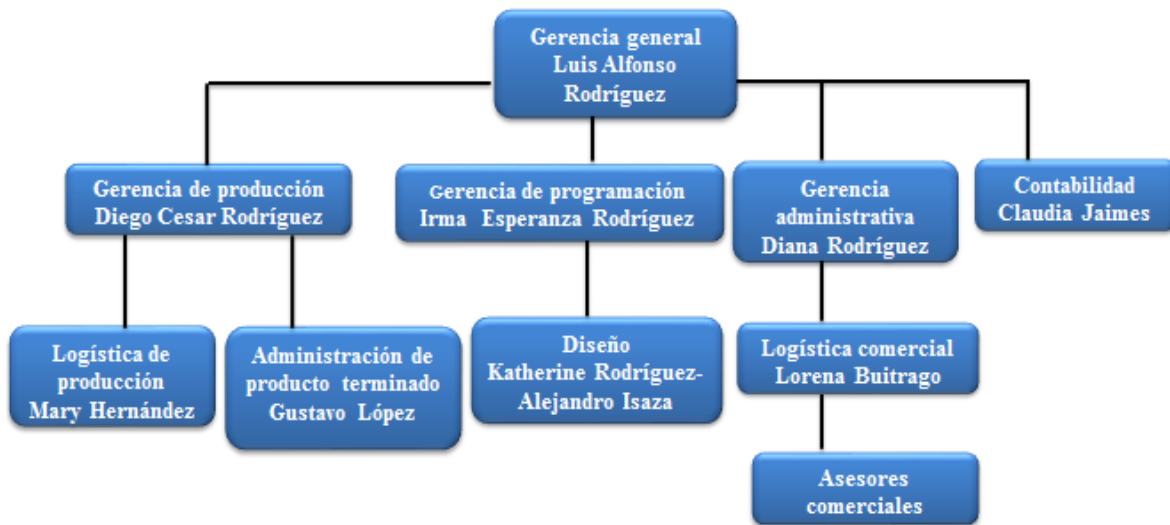 Gerencia general
Luis Alfonso
Rodríguez
Gerencia de producción
Diego Cesar Rodríguez
Gerencia de programación
Irma Esperanza Rodríguez
Gerencia
administrativa
Diana Rodríguez
Contabilidad
Claudia Jaimes
Logística de
producción
Mary Hernández
Administración de
producto terminado
Gustavo López
Diseño
Katherine Rodríguez-
Alejandro Isaza
Logística comercial
Lorena Buitrago
Asesores
comerciales